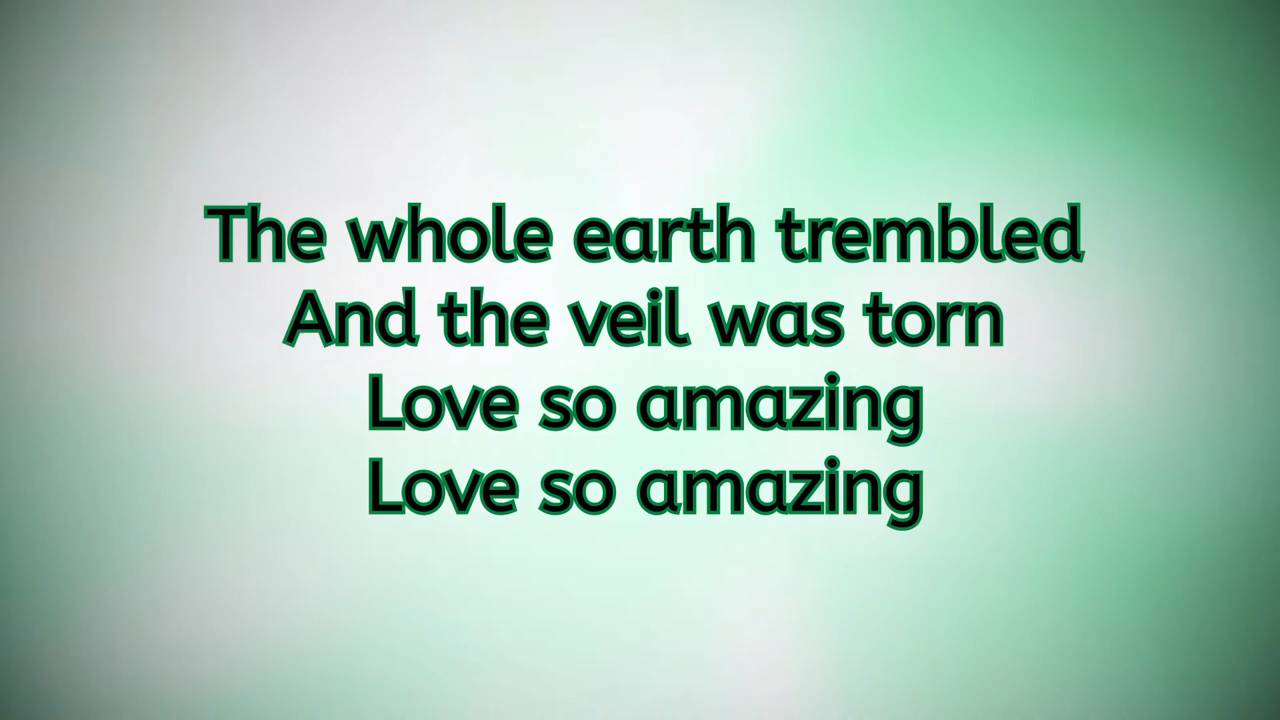 The whole earth trembled
And the veil was torn
Love so amazing
Love so amazing